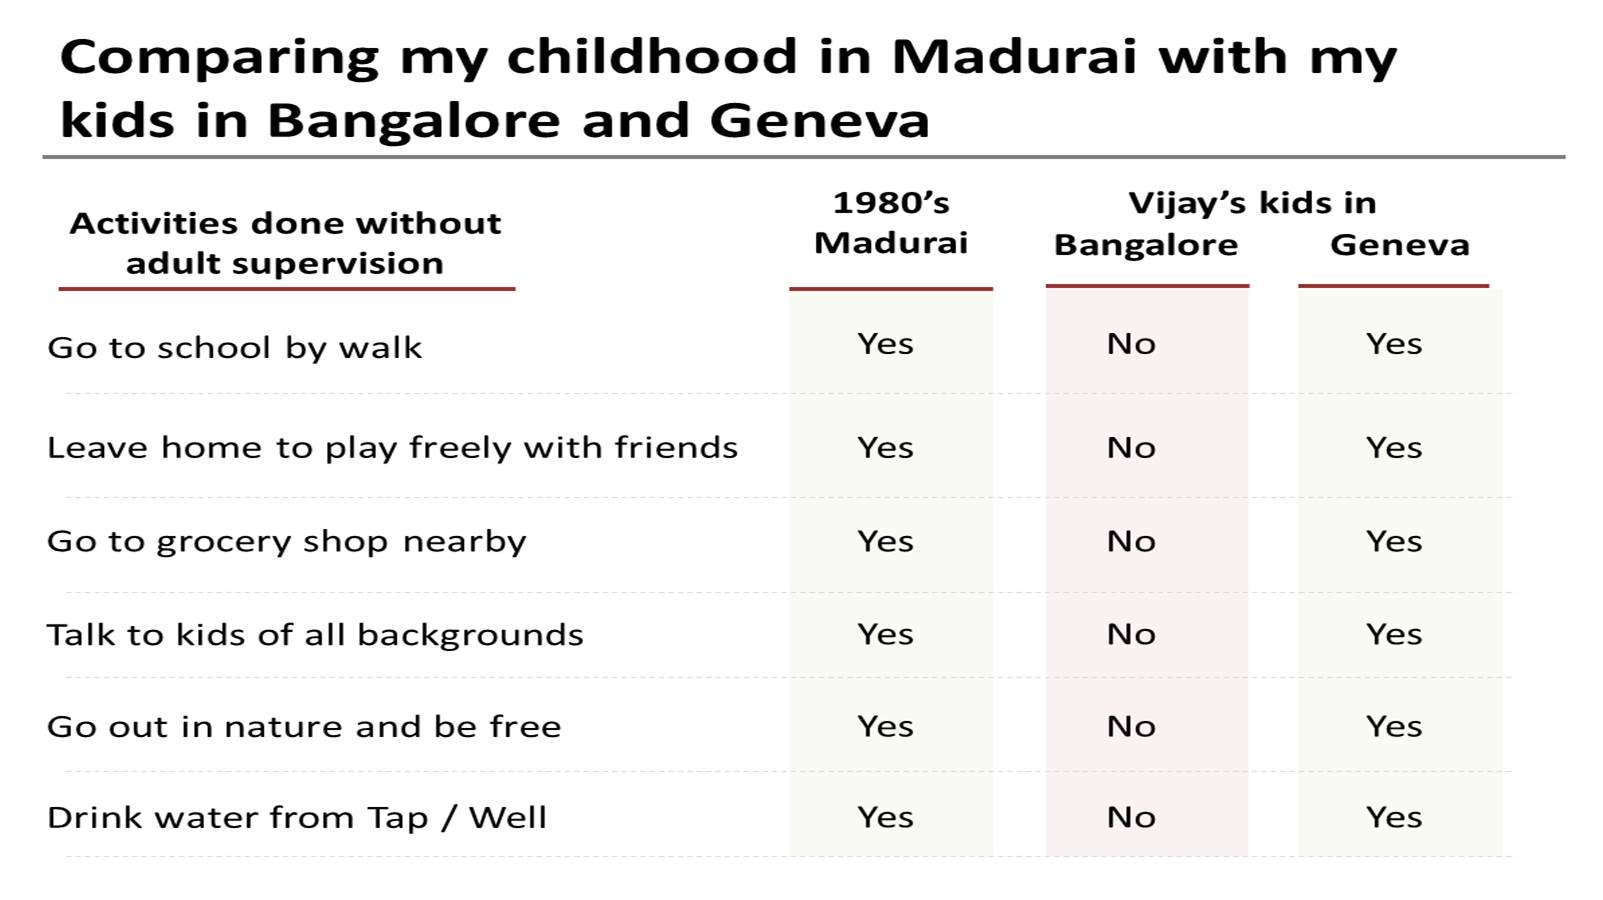 Comparing my childhood in Madurai with my
kids in Bangalore and Geneva
Activities done without
adult supervision
1980’s
Madurai
Vijay’s kids in
Bangalore Geneva
Go to school by walk Yes No Yes
Leave home to play freely with friends Yes No Yes
Go to grocery shop nearby Yes No Yes
Talk to kids of all backgrounds Yes No Yes
Go out in nature and be free Yes No Yes
Drink water from Tap / Well Yes No Yes